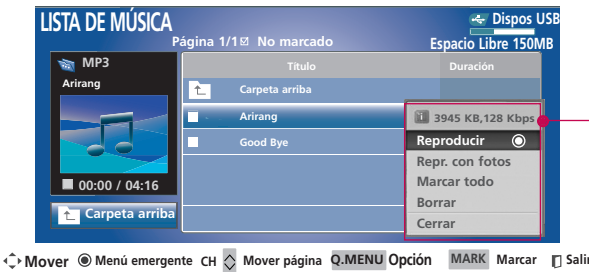 LISTA DE MÚSICA
Dispos USB
Página 1/1 No marcado
Espacio Libre 150MB
MP3
Arirang
00:00 / 04:16
Carpeta arriba
Título Duración
Carpeta arriba
Arirang
Good Bye
3945 KB,128 Kbps
Reproducir
Repr. con fotos
Marcar todo
Borrar
Cerrar
Mover Menú emergente CH Mover página Q.MENU Opción MARK Marcar Salir